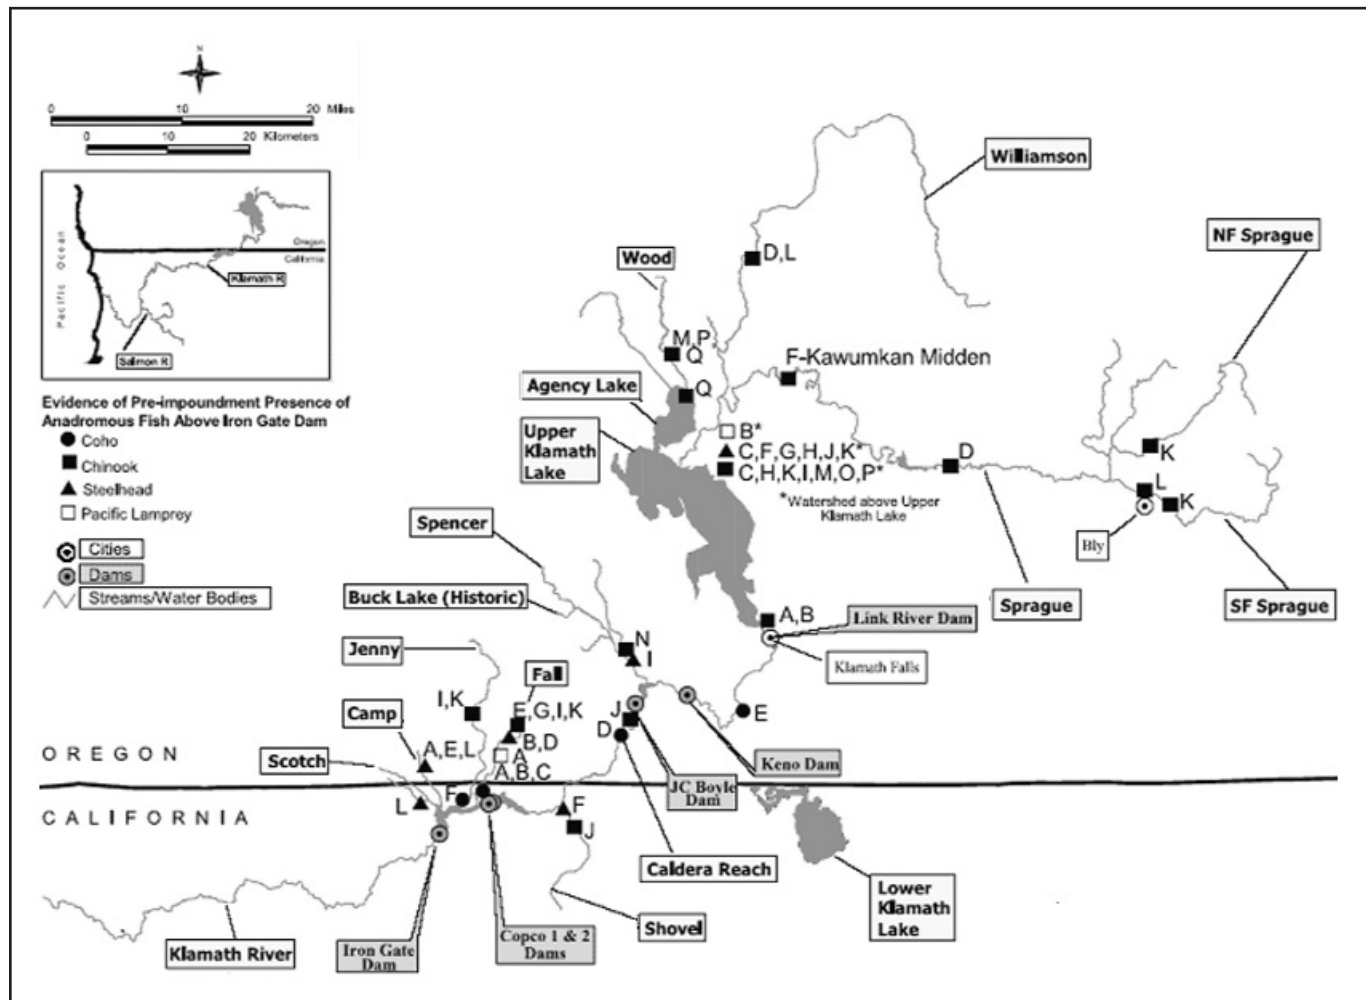 N
0 10 20 Miles
0 10 20 Kilometers
Pacific Ocean
Oregon
California
Klamath R
Salmon R
Evidence of Pre-impoundment Presence of
Anadromous Fish Above Iron Gate Dam
Coho
Chinook
Steelhead
Pacific Lamprey
Cities
Dams
Streams/Water Bodies
Williamson
NF Sprague
Wood
D,L
M,P,
Q
F-Kawumkan Midden
Agency Lake
Q
Upper
Klamath
Lake
B*
C,F,G,H,J,K*
C,H,K,I,M,O,P*
*Watershed above Upper
Klamath Lake
D
K
L
K
Bly
Spencer
Buck Lake (Historic)
Sprague
SF Sprague
A,B
Link River Dam
Klamath Falls
Jenny
N
I
Fall
I,K
E,G,I,K
J
D
E
Camp
B,D
A
A,B,C
A,E,L
OREGON
Scotch
Keno Dam
JC Boyle
Dam
L
F
F
J
CALIFORNIA
Caldera Reach
Lower
Klamath
Lake
Shovel
Klamath River
Iron Gate
Dam
Copco 1 & 2
Dams